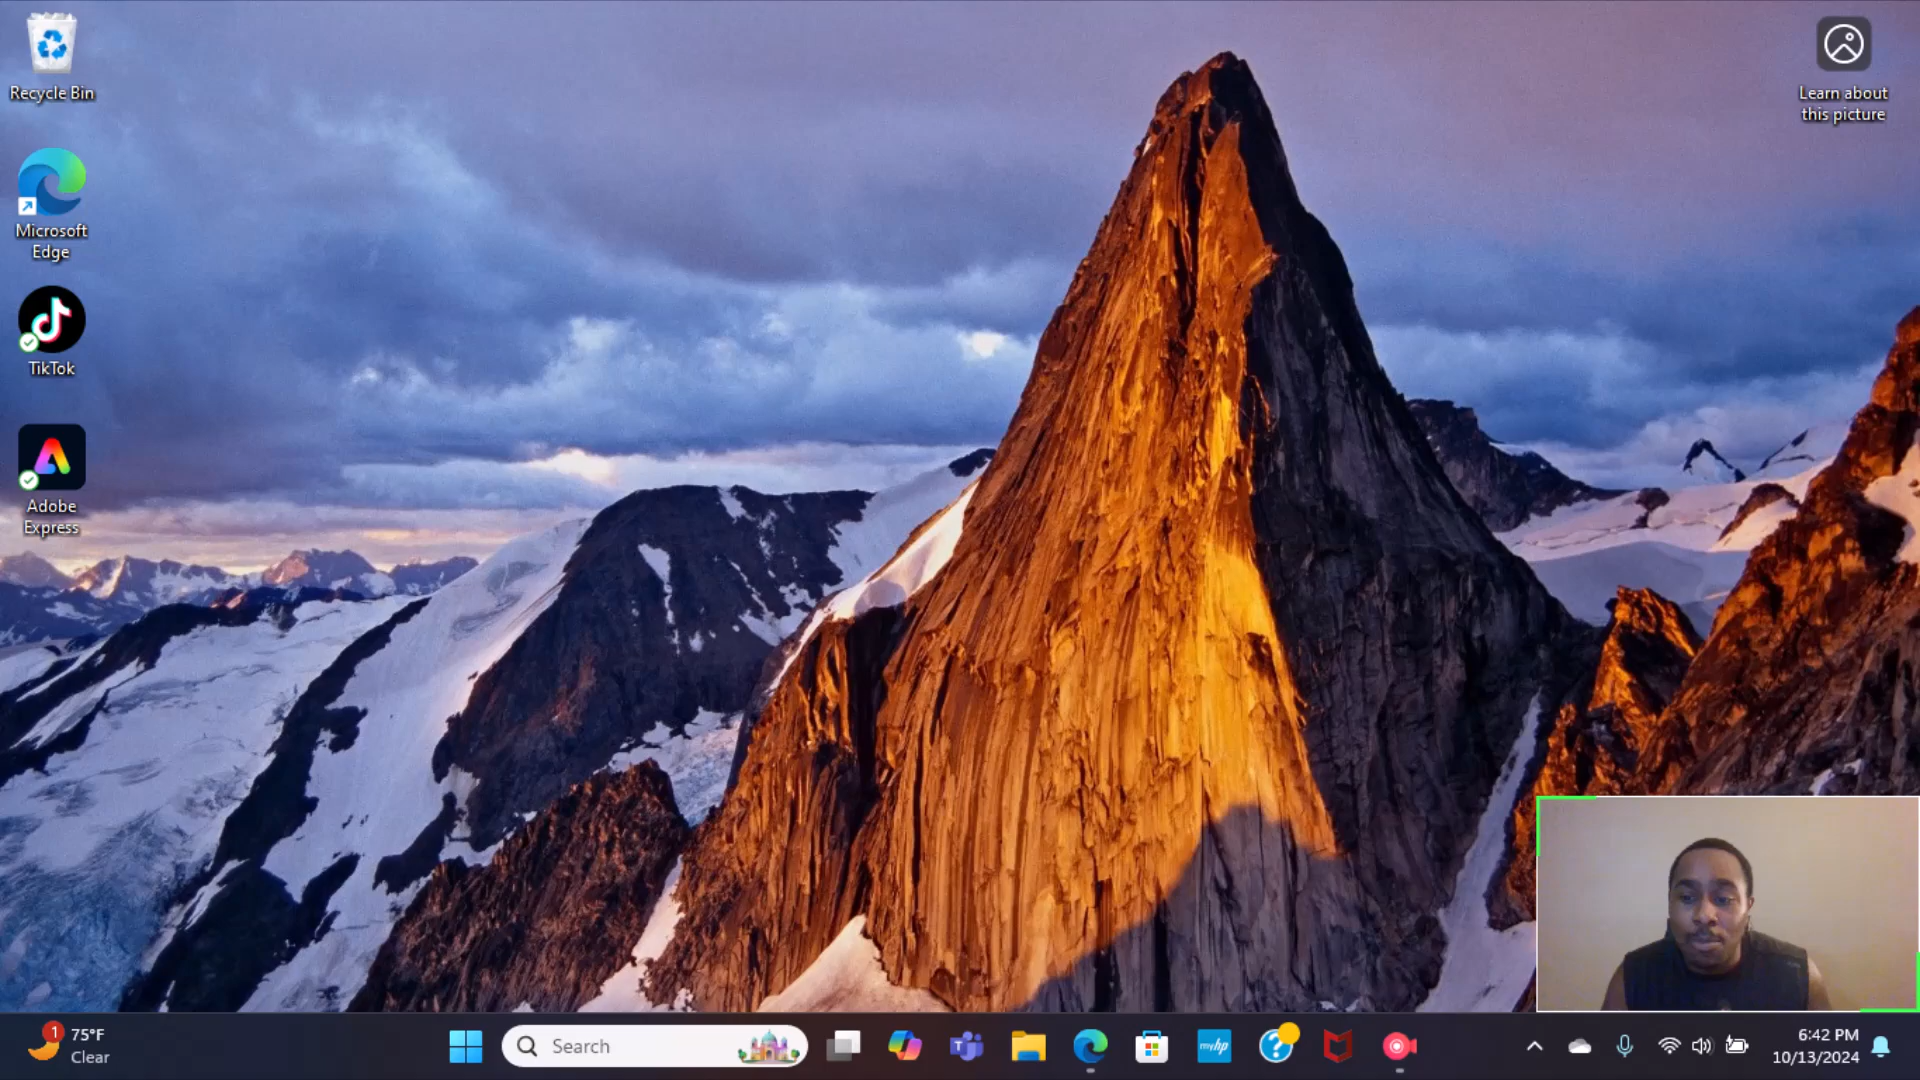 Recycle Bin
Learn about
this picture
Microsoft
Edge
TikTok
Adobe
Express
1
75°F
Clear
Search
T
myhp
?
6:42 PM
10/13/2024